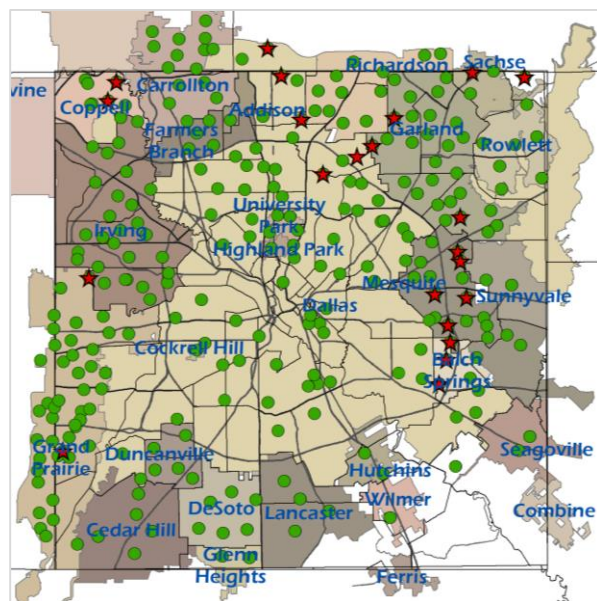 Richardson
Sachse
vine
Coppell
Carrollton
Addison
Garland
Farmers
Branch
Rowlett
University
Park
Irving
Highland Park
Mesquite
Sunnyvale
Dallas
Cockrell Hill
Balch
Springs
Grand
Prairie
Duncanville
Seagoville
Hutchins
DeSoto
Wilmer
Lancaster
Combine
Cedar Hill
Glenn
Heights
Ferris